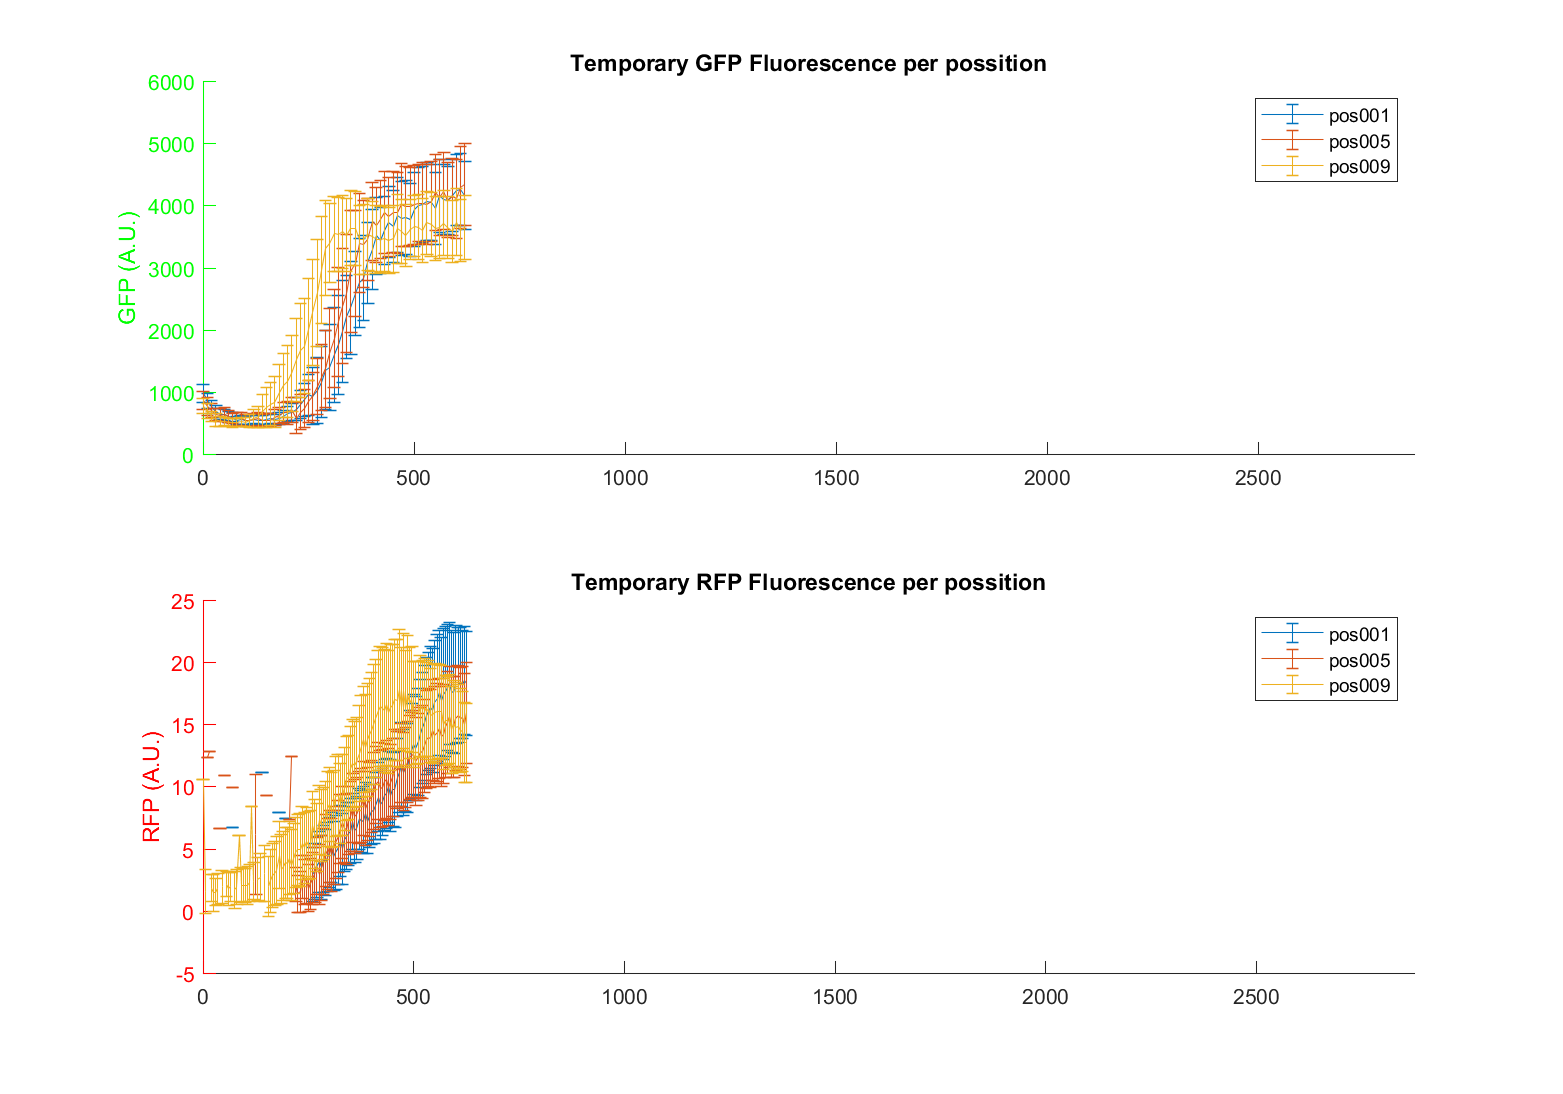 Temporary GFP Fluorescence per possition
6000
5000
4000
3000
2000
1000
0
GFP (A.U.)
0 500 1000 1500 2000 2500
pos001
pos005
pos009
Temporary RFP Fluorescence per possition
25
20
15
10
5
0
-5
RFP (A.U.)
0 500 1000 1500 2000 2500
pos001
pos005
pos009